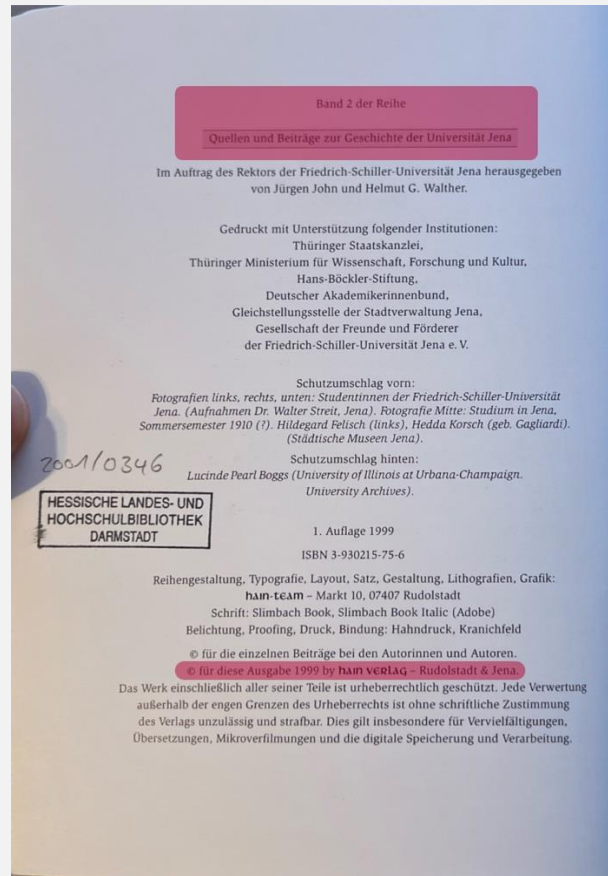 Band 2 der Reihe
Quellen und Beiträge zur Geschichte der Universität Jena
Im Auftrag des Rektors der Friedrich-Schiller-Universität Jena herausgegeben
von Jürgen John und Helmut G. Walther.
Gedruckt mit Unterstützung folgender Institutionen:
Thüringer Staatskanzlei,
Thüringer Ministerium für Wissenschaft, Forschung und Kultur,
Hans-Böckler-Stiftung,
Deutscher Akademikerinnenbund,
Gleichstellungsstelle der Stadtverwaltung Jena,
Gesellschaft der Freunde und Förderer
der Friedrich-Schiller-Universität Jena e. V.
Schutzumschlag vorn:
Fotografien links, rechts, unten: Studentinnen der Friedrich-Schiller-Universität
Jena. (Aufnahmen Dr. Walter Streit, Jena). Fotografie Mitte: Studium in Jena,
Sommersemester 1910 (?). Hildegard Felisch (links), Hedda Korsch (geb. Gagliardi).
(Städtische Museen Jena).
Schutzumschlag hinten:
Lucinde Pearl Boggs (University of Illinois at Urbana-Champaign.
University Archives).
2001/0346
HESSISCHE LANDES- UND
HOCHSCHULBIBLIOTHEK
DARMSTADT
1. Auflage 1999
ISBN 3-930215-75-6
Reihengestaltung, Typografie, Layout, Satz, Gestaltung, Lithografien, Grafik:
hain-team – Markt 10, 07407 Rudolstadt
Schrift: Slimbach Book, Slimbach Book Italic (Adobe)
Belichtung, Proofing, Druck, Bindung: Hahndruck, Kranichfeld
© für die einzelnen Beiträge bei den Autorinnen und Autoren.
© für diese Ausgabe 1999 by hain verlag – Rudolstadt & Jena.
Das Werk einschließlich aller seiner Teile ist urheberrechtlich geschützt. Jede Verwertung
außerhalb der engen Grenzen des Urheberrechts ist ohne schriftliche Zustimmung
des Verlags unzulässig und strafbar. Dies gilt insbesondere für Vervielfältigungen,
Übersetzungen, Mikroverfilmungen und die digitale Speicherung und Verarbeitung.